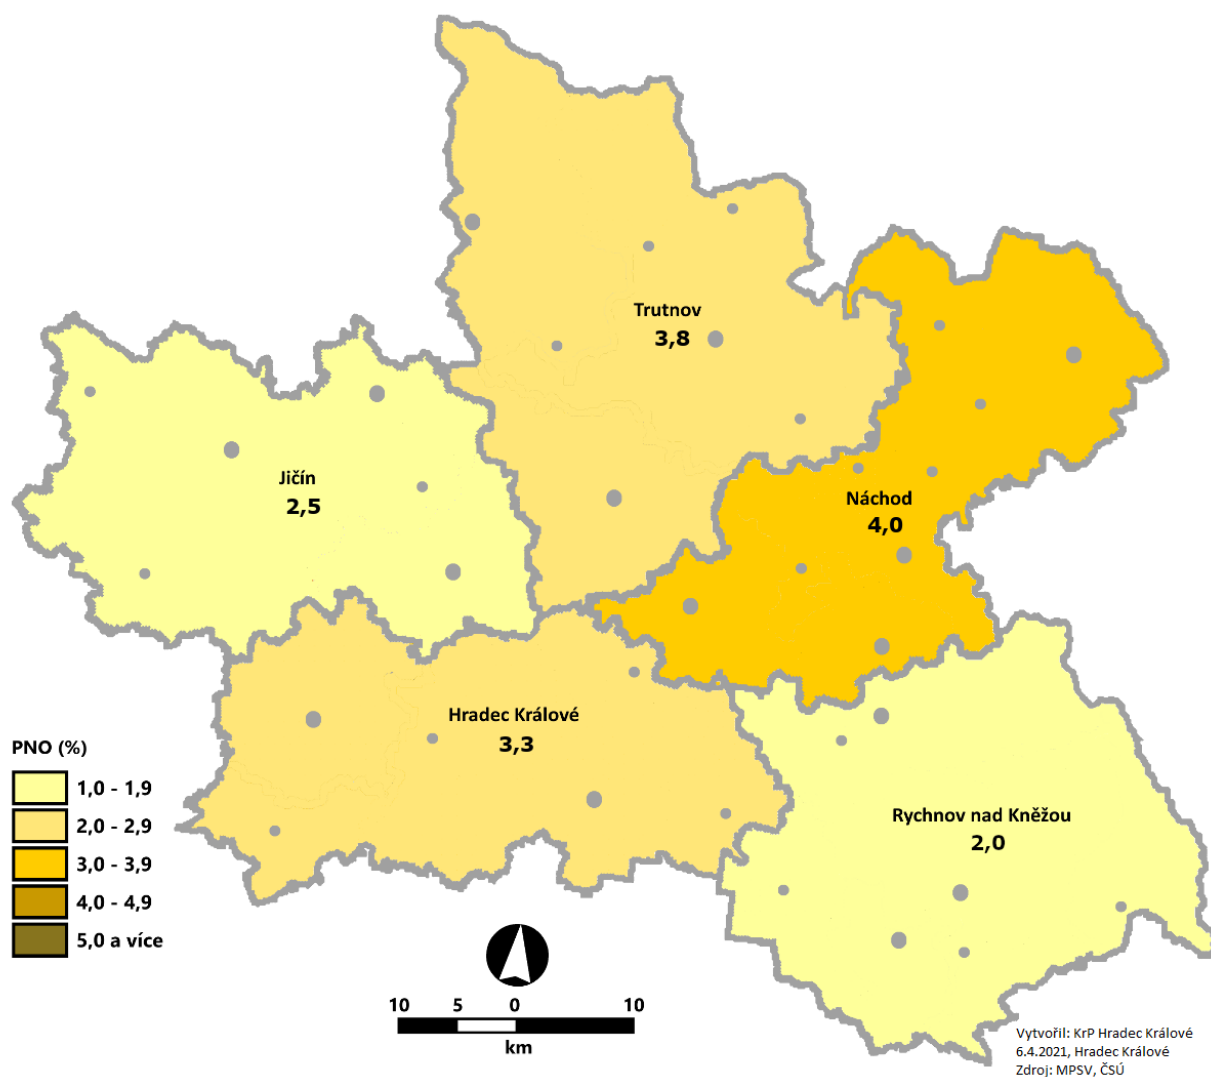 Trutnov
3,8
Jičín
2,5
Náchod
4,0
Hradec Králové
3,3
Rychnov nad Kněžou
2,0
PNO (%)
1,0 - 1,9
2,0 - 2,9
3,0 - 3,9
4,0 - 4,9
5,0 a více
10 5 0 10
km
Vytvořil: KrP Hradec Králové
6.4.2021, Hradec Králové
Zdroj: MPSV, ČSÚ